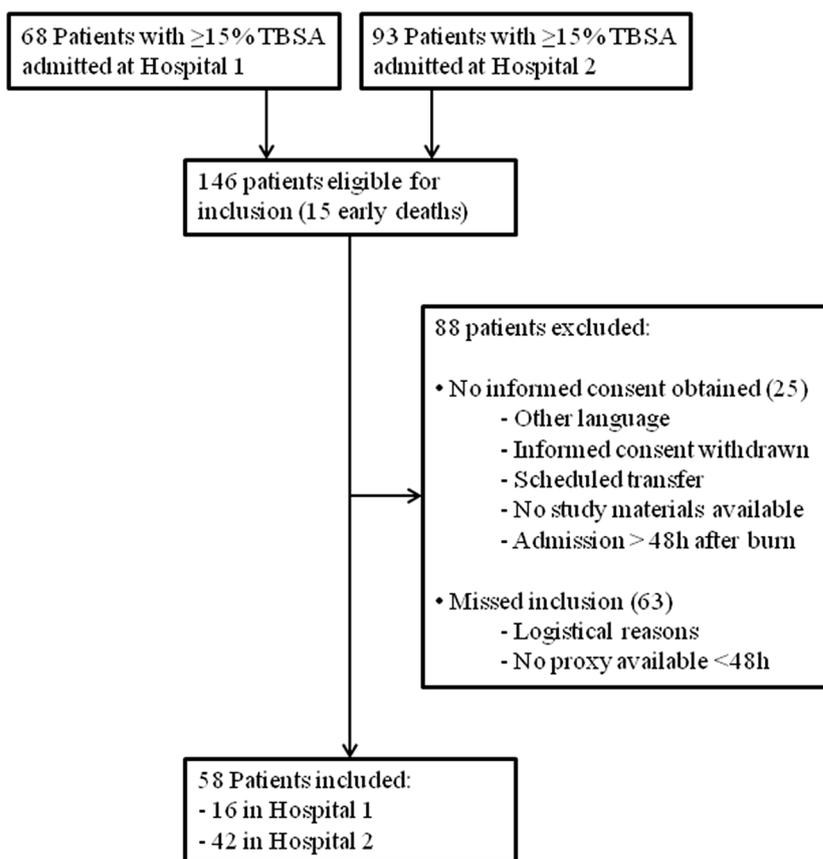 68 Patients with ≥15% TBSA
admitted at Hospital 1
93 Patients with ≥15% TBSA
admitted at Hospital 2
146 patients eligible for
inclusion (15 early deaths)
88 patients excluded:
• No informed consent obtained (25)
- Other language
- Informed consent withdrawn
- Scheduled transfer
- No study materials available
- Admission > 48h after burn
• Missed inclusion (63)
- Logistical reasons
- No proxy available <48h
58 Patients included:
- 16 in Hospital 1
- 42 in Hospital 2